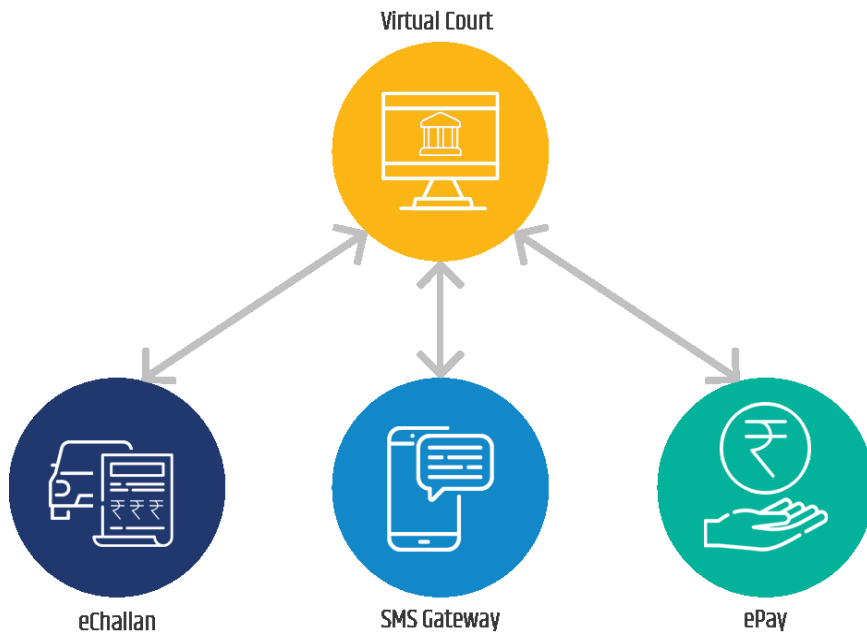 Virtual Court
₹ ₹ ₹
₹
eChallan
SMS Gateway
ePay